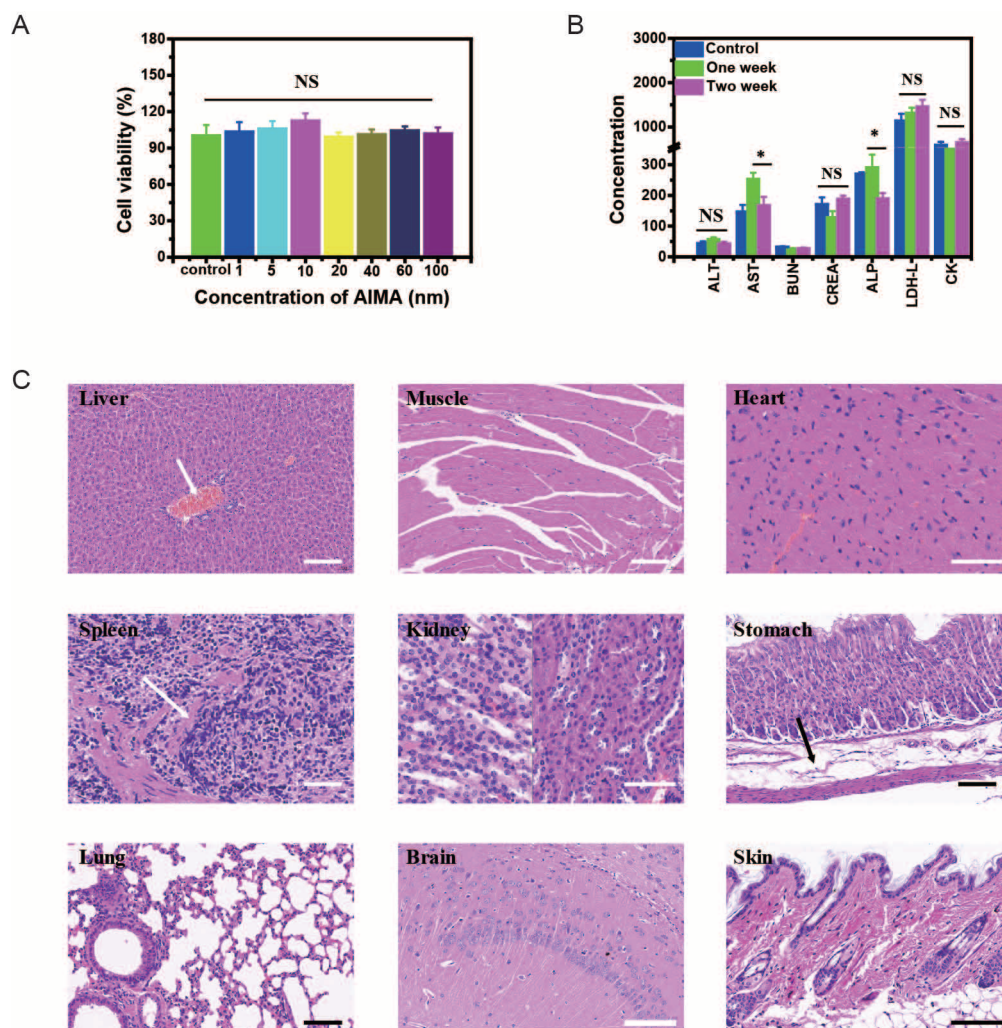 A
180
150
120
90
60
30
0
Cell viability (%)
NS
control 1 5 10 20 40 60 100
Concentration of AIMA (nm)
B
3000
2000
1000
300
200
100
0
Concentration
Control
One week
Two week
NS
*
NS
*
NS
NS
ALT
AST
BUN
CREA
ALP
LDH-L
CK
C
Liver
Muscle
Heart
Spleen
Kidney
Stomach
Lung
Brain
Skin